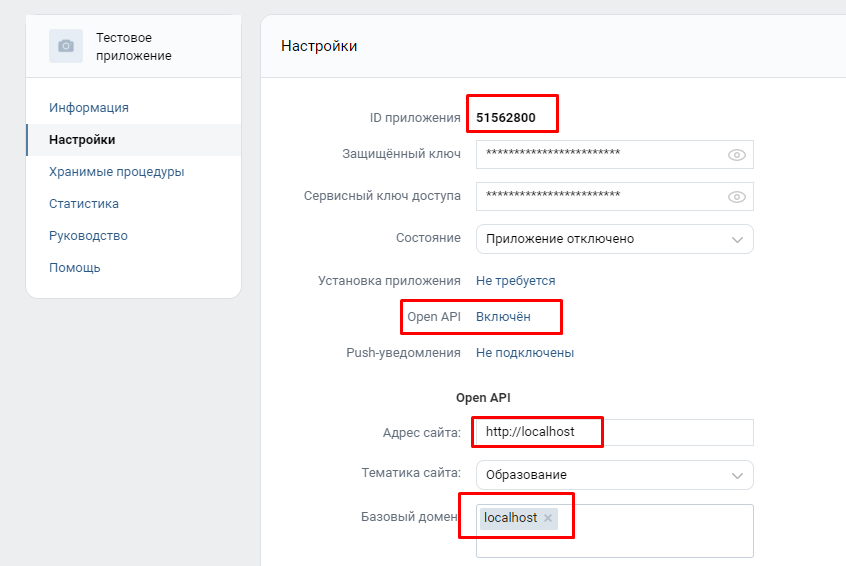 Тестовое
приложение
Информация
Настройки
Хранимые процедуры
Статистика
Руководство
Помощь
Настройки
ID приложения 51562800
Защищённый ключ ************************
Сервисный ключ доступа ************************
Состояние Приложение отключено
Установка приложения Не требуется
Open API Включён
Push-уведомления Не подключены
Open API
Адрес сайта: http://localhost
Тематика сайта: Образование
Базовый домен: localhost ×